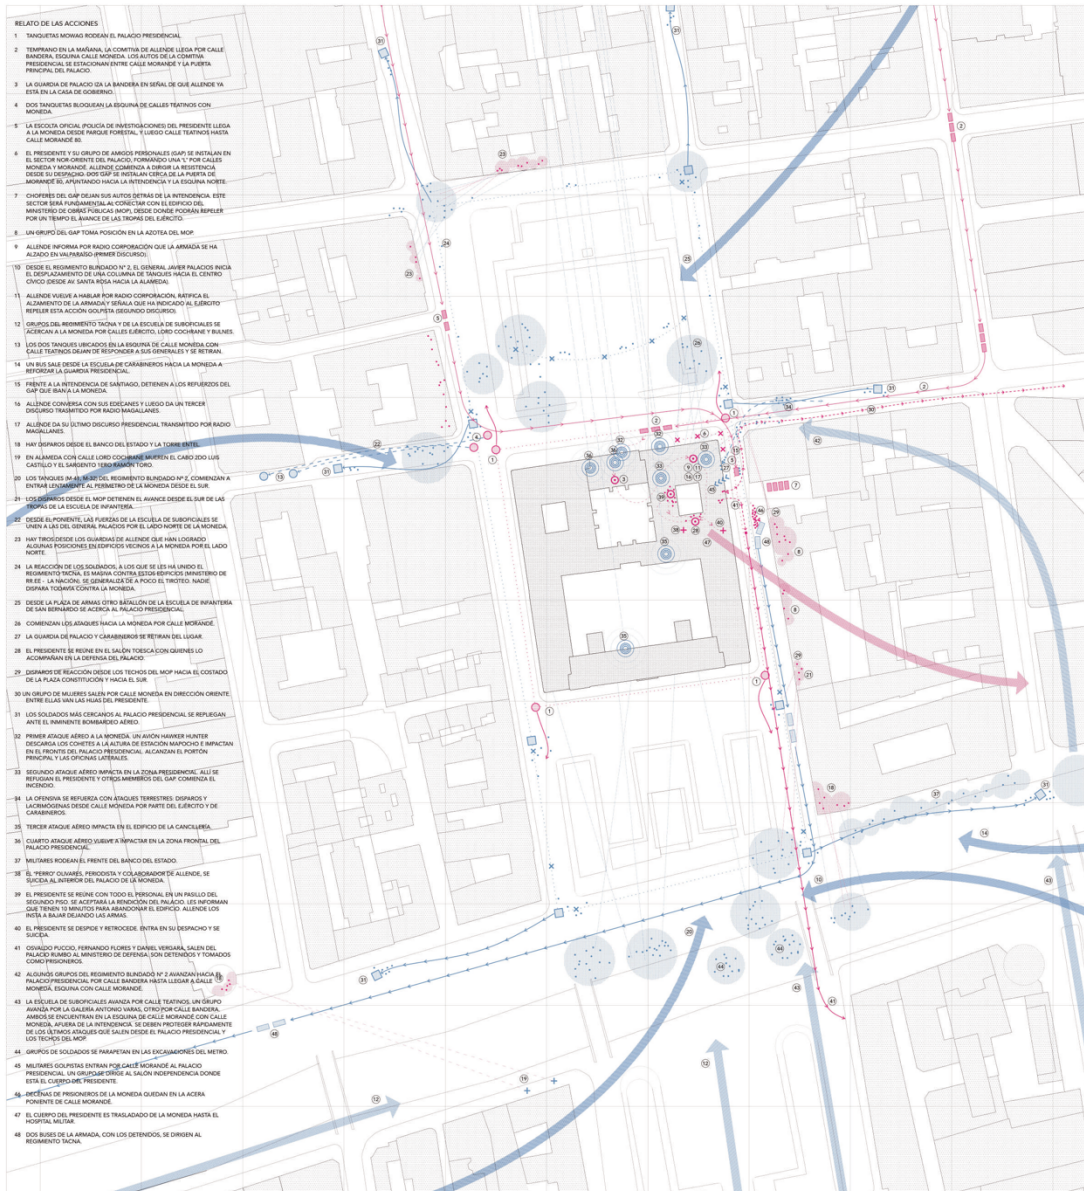 RELATO DE LAS ACCIONES
1 TANQUETAS MOWAG RODEAN EL PALACIO PRESIDENCIAL.
2 TEMPRANO EN LA MAÑANA, LA COMITIVA DE ALLENDE LLEGA POR CALLE
BANDERA, ESQUINA CALLE MONEDA. LOS AUTOS DE LA COMITIVA
PRESIDENCIAL SE ESTACIONAN ENTRE CALLE MORANDÉ Y LA PUERTA
PRINCIPAL DEL PALACIO.
3 LA GUARDIA DE PALACIO IZA LA BANDERA EN SEÑAL DE QUE ALLENDE YA
ESTÁ EN LA CASA DE GOBIERNO.
4 DOS TANQUETAS BLOQUEAN LA ESQUINA DE CALLES TEATINOS CON
MONEDA.
5 LA ESCOLTA OFICIAL (POLICÍA DE INVESTIGACIONES) DEL PRESIDENTE LLEGA
A LA MONEDA DESDE PARQUE FORESTAL, Y LUEGO CALLE TEATINOS HASTA
CALLE MORANDÉ 80.
6 EL PRESIDENTE Y SU GRUPO DE AMIGOS PERSONALES (GAP) SE INSTALAN EN
EL SECTOR NOR-ORIENTE DEL PALACIO, FORMANDO UNA "L" POR CALLES
MONEDA Y MORANDÉ. ALLENDE COMIENZA A DIRIGIR LA RESISTENCIA
DESDE SU DESPACHO. DOS GAP SE INSTALAN CERCA DE LA PUERTA DE
MORANDÉ 80, APUNTANDO HACIA LA INTENDENCIA Y LA ESQUINA NORTE.
7 CHOFERES DEL GAP DEJAN SUS AUTOS DETRÁS DE LA INTENDENCIA. ESTE
SECTOR SERÁ FUNDAMENTAL AL CONECTAR CON EL EDIFICIO DEL
MINISTERIO DE OBRAS PÚBLICAS (MOP), DESDE DONDE PODRÁN REPELER
POR UN TIEMPO EL AVANCE DE LAS TROPAS DEL EJÉRCITO.
8 UN GRUPO DEL GAP TOMA POSICIÓN EN LA AZOTEA DEL MOP.
9 ALLENDE INFORMA POR RADIO CORPORACIÓN QUE LA ARMADA SE HA
ALZADO EN VALPARAÍSO (PRIMER DISCURSO).
10 DESDE EL REGIMIENTO BLINDADO N° 2, EL GENERAL JAVIER PALACIOS INICIA
EL DESPLAZAMIENTO DE UNA COLUMNA DE TANQUES HACIA EL CENTRO
CÍVICO (DESDE AV. SANTA ROSA HACIA LA ALAMEDA).
11 ALLENDE VUELVE A HABLAR POR RADIO CORPORACIÓN, RATIFICA EL
ALZAMIENTO DE LA ARMADA Y SEÑALA QUE HA INDICADO AL EJÉRCITO
REPELER ESTA ACCIÓN GOLPISTA (SEGUNDO DISCURSO).
12 GRUPOS DEL REGIMIENTO TACNA Y DE LA ESCUELA DE SUBOFICIALES SE
ACERCAN A LA MONEDA POR CALLES EJÉRCITO, LORD COCHRANE Y BULNES.
13 LOS DOS TANQUES UBICADOS EN LA ESQUINA DE CALLE MONEDA CON
CALLE TEATINOS DEJAN DE RESPONDER A SUS GENERALES Y SE RETIRAN.
14 UN BUS SALE DESDE LA ESCUELA DE CARABINEROS HACIA LA MONEDA A
REFORZAR LA GUARDIA PRESIDENCIAL.
15 FRENTE A LA INTENDENCIA DE SANTIAGO, DETIENEN A LOS REFUERZOS DEL
GAP QUE IBAN A LA MONEDA.
16 ALLENDE CONVERSA CON SUS EDECANES Y LUEGO DA UN TERCER
DISCURSO TRASMITIDO POR RADIO MAGALLANES.
17 ALLENDE DA SU ÚLTIMO DISCURSO PRESIDENCIAL TRANSMITIDO POR RADIO
MAGALLANES.
18 HAY DISPAROS DESDE EL BANCO DEL ESTADO Y LA TORRE ENTEL.
19 EN ALAMEDA CON CALLE LORD COCHRANE MUEREN EL CABO 2DO LUIS
CASTILLO Y EL SARGENTO 1ERO RAMÓN TORO.
20 LOS TANQUES (M-41, M-32) DEL REGIMIENTO BLINDADO N° 2, COMIENZAN A
ENTRAR LENTAMENTE AL PERÍMETRO DE LA MONEDA DESDE EL SUR.
21 LOS DISPAROS DESDE EL MOP DETIENEN EL AVANCE DESDE EL SUR DE LAS
TROPAS DE LA ESCUELA DE INFANTERÍA.
22 DESDE EL PONIENTE, LAS FUERZAS DE LA ESCUELA DE SUBOFICIALES SE
UNEN A LAS DEL GENERAL PALACIOS POR EL LADO NORTE DE LA MONEDA.
23 HAY TIROS DESDE LOS GUARDIAS DE ALLENDE QUE HAN LOGRADO
ALGUNAS POSICIONES EN EDIFICIOS VECINOS A LA MONEDA POR EL LADO
NORTE.
24 LA REACCIÓN DE LOS SOLDADOS, A LOS QUE SE LES HA UNIDO EL
REGIMIENTO TACNA, ES MASIVA CONTRA ESTOS EDIFICIOS (MINISTERIO DE
RR.EE - LA NACIÓN). SE GENERALIZA DE A POCO EL TIROTEO. NADIE
DISPARA TODAVÍA CONTRA LA MONEDA.
25 DESDE LA PLAZA DE ARMAS OTRO BATALLÓN DE LA ESCUELA DE INFANTERÍA
DE SAN BERNARDO SE ACERCA AL PALACIO PRESIDENCIAL.
26 COMIENZAN LOS ATAQUES HACIA LA MONEDA POR CALLE MORANDÉ.
27 LA GUARDIA DE PALACIO Y CARABINEROS SE RETIRAN DEL LUGAR.
28 EL PRESIDENTE SE REÚNE EN EL SALÓN TOESCA CON QUIENES LO
ACOMPAÑAN EN LA DEFENSA DEL PALACIO.
29 DISPAROS DE REACCIÓN DESDE LOS TECHOS DEL MOP HACIA EL COSTADO
DE LA PLAZA CONSTITUCIÓN Y HACIA EL SUR.
30 UN GRUPO DE MUJERES SALEN POR CALLE MONEDA EN DIRECCIÓN ORIENTE.
ENTRE ELLAS VAN LAS HIJAS DEL PRESIDENTE.
31 LOS SOLDADOS MÁS CERCANOS AL PALACIO PRESIDENCIAL SE REPLIEGAN
ANTE EL INMINENTE BOMBARDEO AÉREO.
32 PRIMER ATAQUE AÉREO A LA MONEDA. UN AVIÓN HAWKER HUNTER
DESCARGA LOS COHETES A LA ALTURA DE ESTACIÓN MAPOCHO E IMPACTAN
EN EL FRONTIS DEL PALACIO PRESIDENCIAL. ALCANZAN EL PORTÓN
PRINCIPAL Y LAS OFICINAS LATERALES.
33 SEGUNDO ATAQUE AÉREO IMPACTA EN LA ZONA PRESIDENCIAL. ALLÍ SE
REFUGIAN EL PRESIDENTE Y OTROS MIEMBROS DEL GAP. COMIENZA EL
INCENDIO.
34 LA OFENSIVA SE REFUERZA CON ATAQUES TERRESTRES: DISPAROS Y
LACRIMÓGENAS DESDE CALLE MONEDA POR PARTE DEL EJÉRCITO Y DE
CARABINEROS.
35 TERCER ATAQUE AÉREO IMPACTA EN EL EDIFICIO DE LA CANCILLERÍA.
36 CUARTO ATAQUE AÉREO VUELVE A IMPACTAR EN LA ZONA FRONTAL DEL
PALACIO PRESIDENCIAL.
37 MILITARES RODEAN EL FRENTE DEL BANCO DEL ESTADO.
38 EL "PERRO" OLIVARES, PERIODISTA Y COLABORADOR DE ALLENDE, SE
SUICIDA AL INTERIOR DEL PALACIO DE LA MONEDA.
39 EL PRESIDENTE SE REÚNE CON TODO EL PERSONAL EN UN PASILLO DEL
SEGUNDO PISO. SE ACEPTARÁ LA RENDICIÓN DEL PALACIO. LES INFORMAN
QUE TIENEN 10 MINUTOS PARA ABANDONAR EL EDIFICIO. ALLENDE LOS
INSTA A BAJAR DEJANDO LAS ARMAS.
40 EL PRESIDENTE SE DESPIDE Y RETROCEDE. ENTRA EN SU DESPACHO Y SE
SUICIDA.
41 OSVALDO PUCCIO, FERNANDO FLORES Y DANIEL VERGARA, SALEN DEL
PALACIO RUMBO AL MINISTERIO DE DEFENSA. SON DETENIDOS Y TOMADOS
COMO PRISIONEROS.
42 ALGUNOS GRUPOS DEL REGIMIENTO BLINDADO N° 2 AVANZAN HACIA EL
PALACIO PRESIDENCIAL POR CALLE BANDERA HASTA LLEGAR A CALLE
MONEDA, ESQUINA CON CALLE MORANDÉ.
43 LA ESCUELA DE SUBOFICIALES AVANZA POR CALLE TEATINOS, UN GRUPO
AVANZA POR LA GALERÍA ANTONIO VARAS, OTRO POR CALLE BANDERA.
AMBOS SE ENCUENTRAN EN LA ESQUINA DE CALLE MORANDÉ CON CALLE
MONEDA, AFUERA DE LA INTENDENCIA. SE DEBEN PROTEGER RÁPIDAMENTE
DE LOS ÚLTIMOS ATAQUES QUE SALEN DESDE EL PALACIO PRESIDENCIAL Y
LOS TECHOS DEL MOP.
44 GRUPOS DE SOLDADOS SE PARAPETAN EN LAS EXCAVACIONES DEL METRO.
45 MILITARES GOLPISTAS ENTRAN POR CALLE MORANDÉ AL PALACIO
PRESIDENCIAL. UN GRUPO SE DIRIGE AL SALÓN INDEPENDENCIA DONDE
ESTÁ EL CUERPO DEL PRESIDENTE.
46 DECENAS DE PRISIONEROS DE LA MONEDA QUEDAN EN LA ACERA
PONIENTE DE CALLE MORANDÉ.
47 EL CUERPO DEL PRESIDENTE ES TRASLADADO DE LA MONEDA HASTA EL
HOSPITAL MILITAR.
48 DOS BUSES DE LA ARMADA, CON LOS DETENIDOS, SE DIRIGEN AL
REGIMIENTO TACNA.